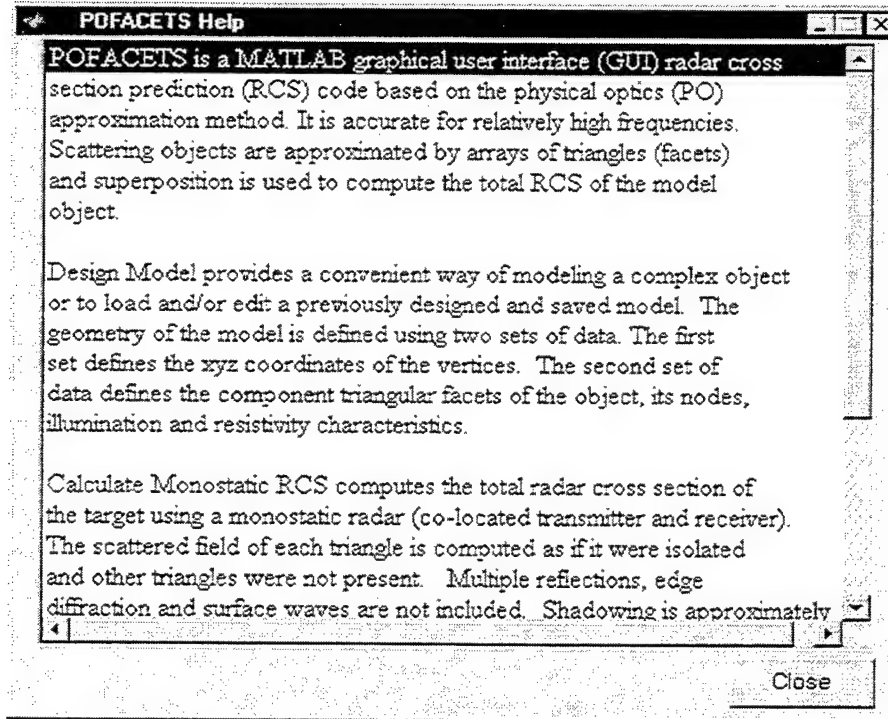 POFACETS Help
POFACETS is a MATLAB graphical user interface (GUI) radar cross
section prediction (RCS) code based on the physical optics (PO)
approximation method. It is accurate for relatively high frequencies.
Scattering objects are approximated by arrays of triangles (facets)
and superposition is used to compute the total RCS of the model
object.
Design Model provides a convenient way of modeling a complex object
or to load and/or edit a previously designed and saved model. The
geometry of the model is defined using two sets of data. The first
set defines the xyz coordinates of the vertices. The second set of
data defines the component triangular facets of the object, its nodes,
illumination and resistivity characteristics.
Calculate Monostatic RCS computes the total radar cross section of
the target using a monostatic radar (co-located transmitter and receiver).
The scattered field of each triangle is computed as if it were isolated
and other triangles were not present. Multiple reflections, edge
diffraction and surface waves are not included. Shadowing is approximately
Close